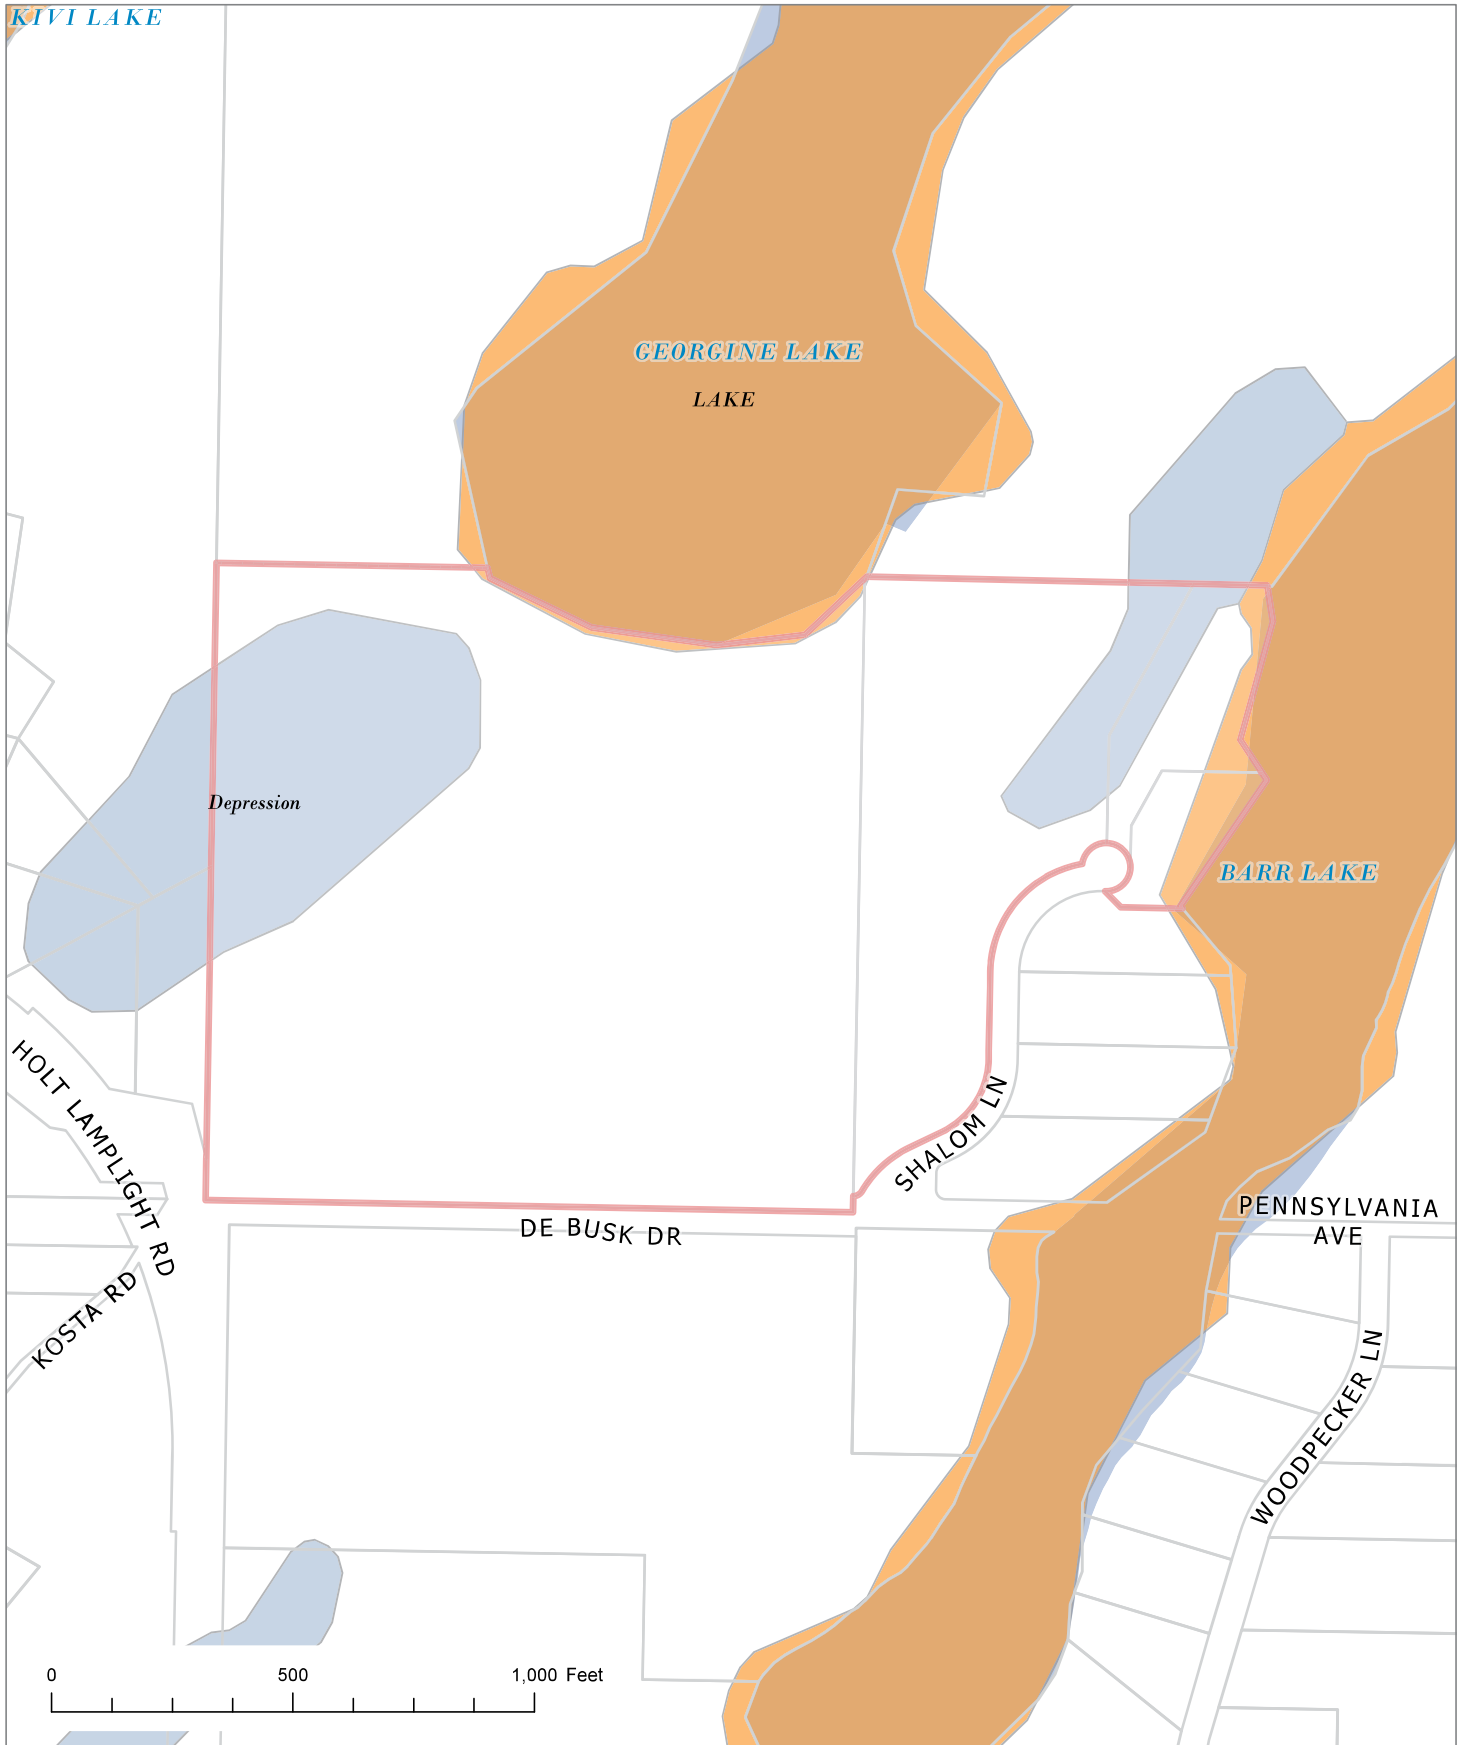 KIVI LAKE
GEORGINE LAKE
LAKE
Depression
BARR LAKE
HOLT LAMPLIGHT RD
SHALOM LN
PENNSYLVANIA
AVE
DE BUSK DR
KOSTA RD
WOODPECKER LN
0 500 1,000 Feet